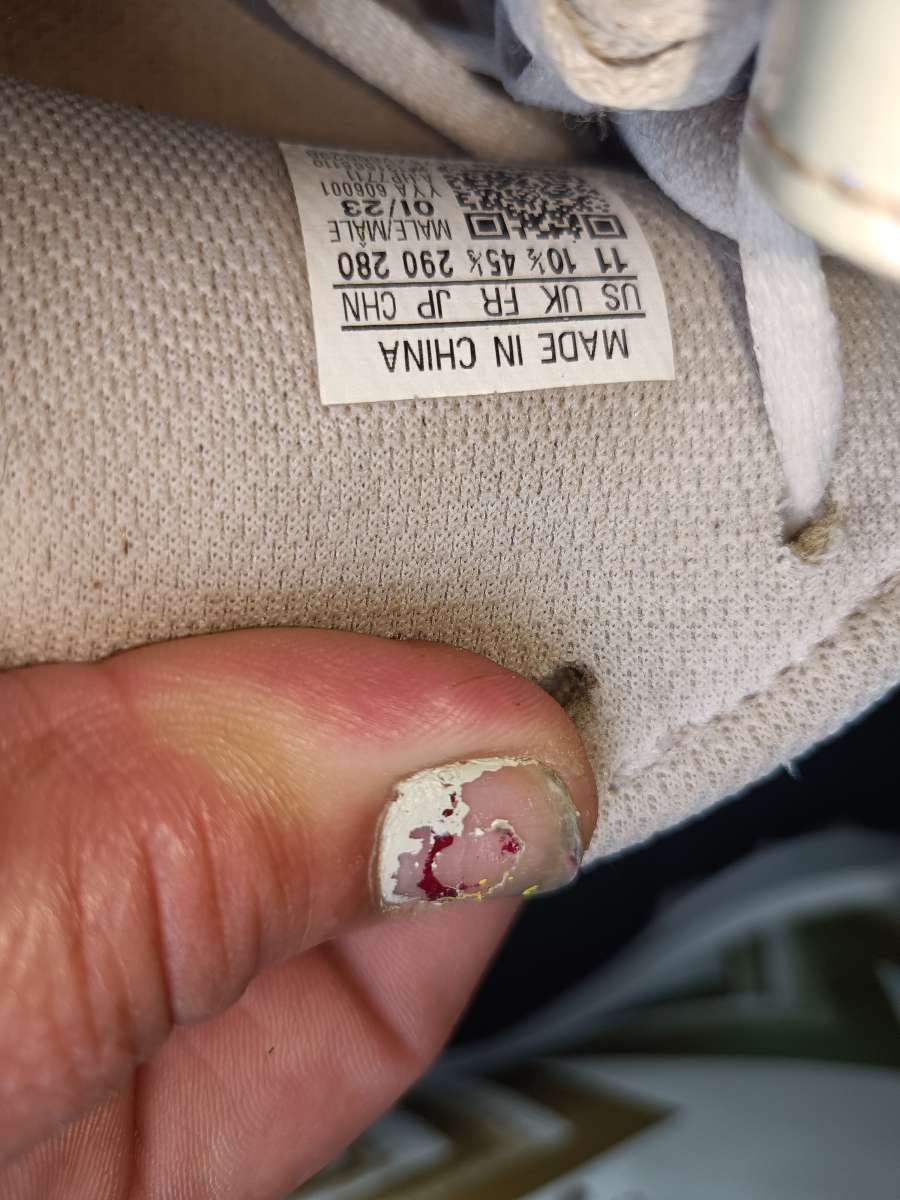 MADE IN CHINA
US UK FR JP CHN
11 10½ 45⅓ 290 280
MALE/MÂLE
01/23
YYA 606001